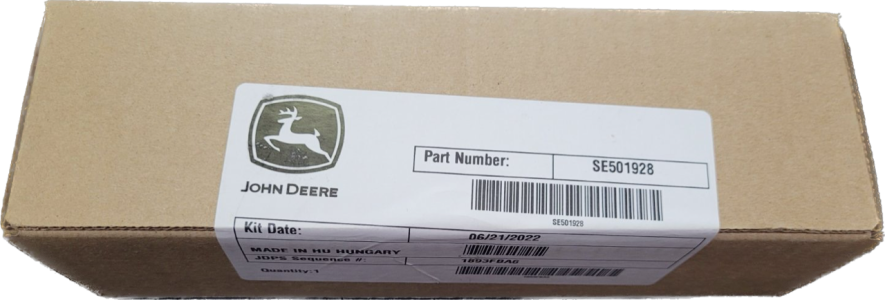 JOHN DEERE
Part Number: SE501928
SE501928
Kit Date: 06/21/2022
MADE IN HU HUNGARY
JDPS Sequence # 1893FBA6
Quantity:1